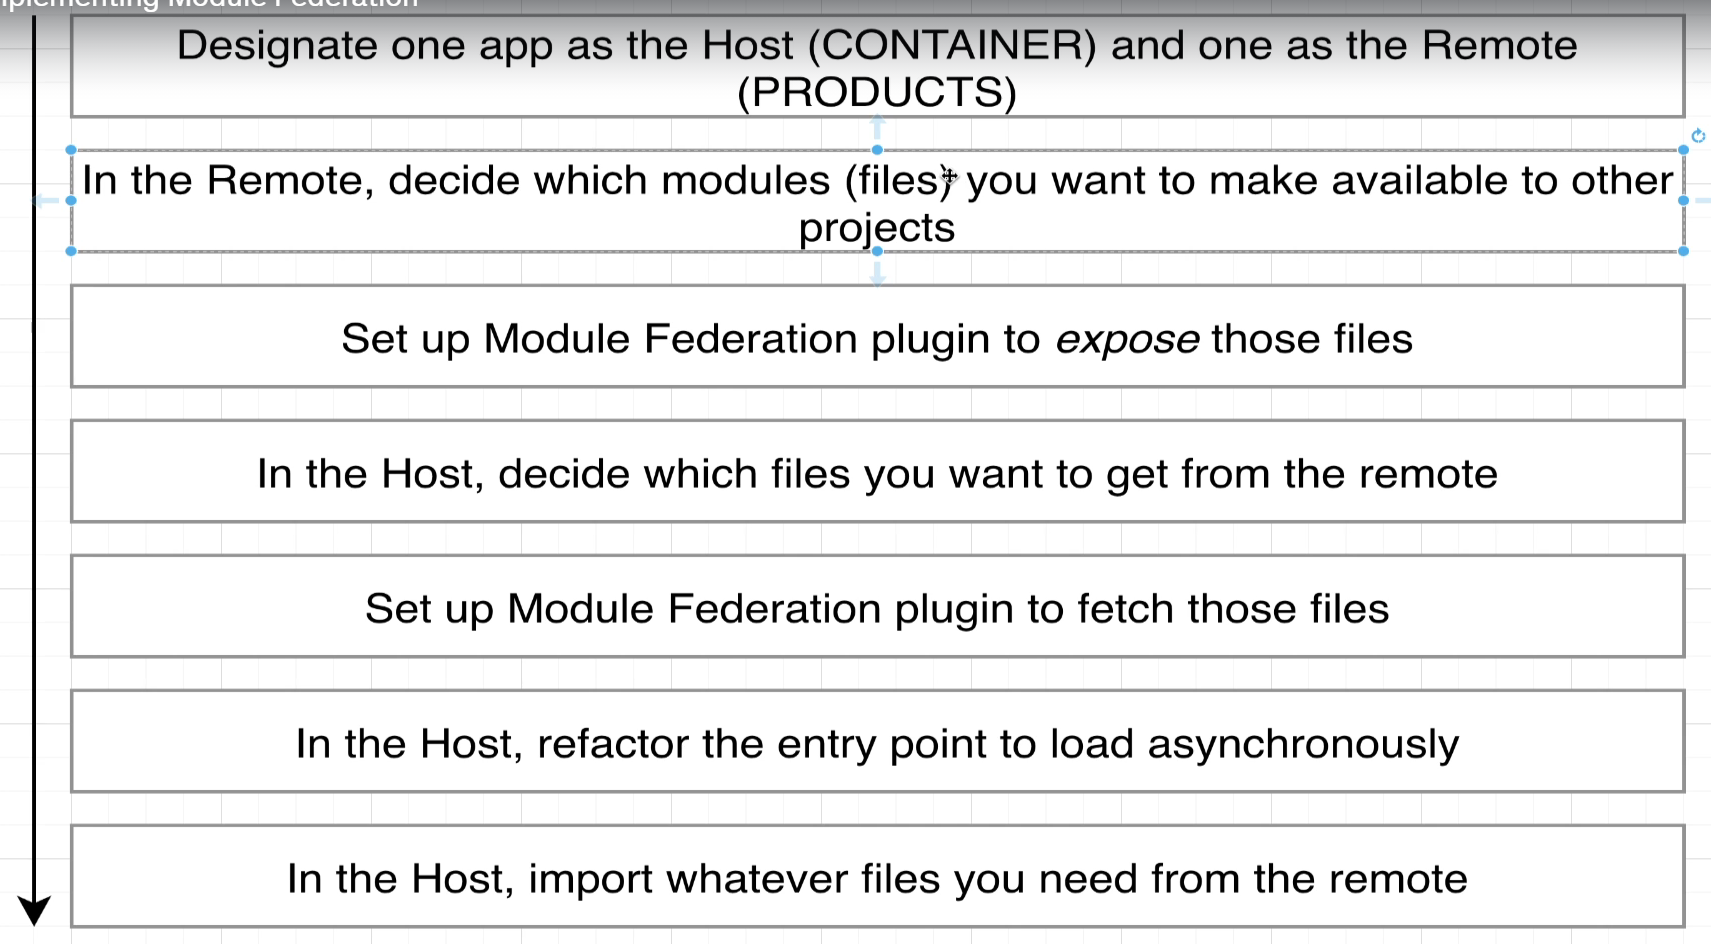 Implementing Module Federation
Designate one app as the Host (CONTAINER) and one as the Remote
(PRODUCTS)
In the Remote, decide which modules (files) you want to make available to other
projects
Set up Module Federation plugin to expose those files
In the Host, decide which files you want to get from the remote
Set up Module Federation plugin to fetch those files
In the Host, refactor the entry point to load asynchronously
In the Host, import whatever files you need from the remote